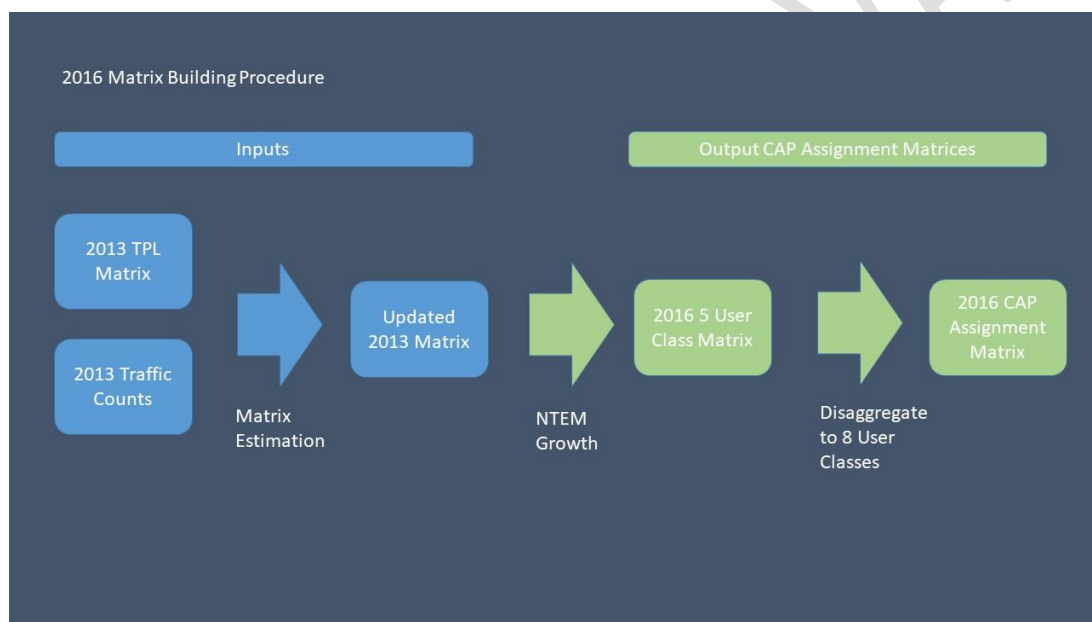 2016 Matrix Building Procedure
Inputs
Output CAP Assignment Matrices
2013 TPL
Matrix
2013 Traffic
Counts
Matrix
Estimation
Updated
2013 Matrix
NTEM
Growth
2016 5 User
Class Matrix
Disaggregate
to 8 User
Classes
2016 CAP
Assignment
Matrix